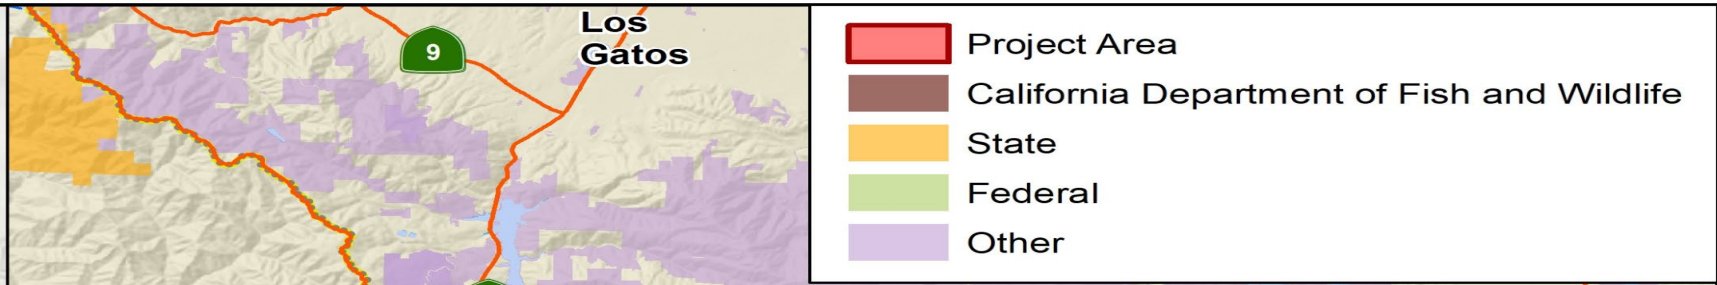 Los
Gatos
9
Project Area
California Department of Fish and Wildlife
State
Federal
Other